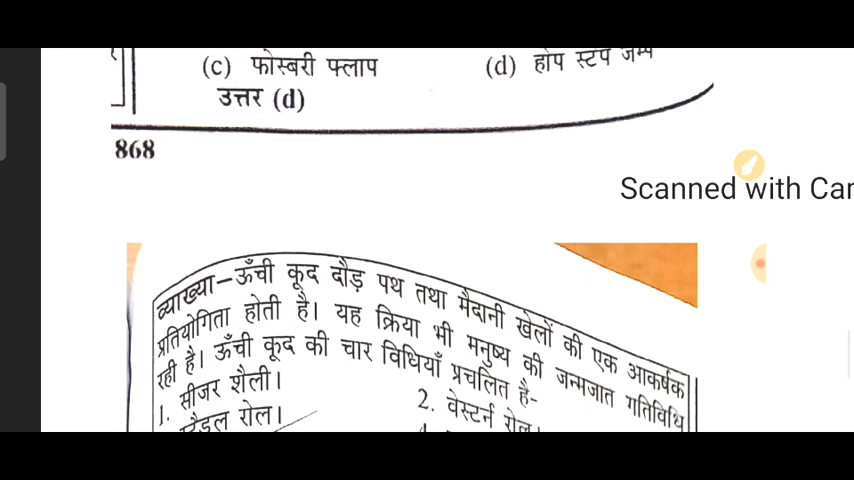 (c) फोस्बरी फ्लाप (d) होप स्टेप जम्प
उत्तर (d)
868
Scanned with Car
व्याख्या–ऊँची कूद दौड़ पथ तथा मैदानी खेलों की एक आकर्षक
प्रतियोगिता होती है। यह क्रिया भी मनुष्य की जन्मजात गतिविधि
रही है। ऊँची कूद की चार विधियाँ प्रचलित है–
1. सीजर शैली। 2. वेस्टर्न रोल।
रोल।